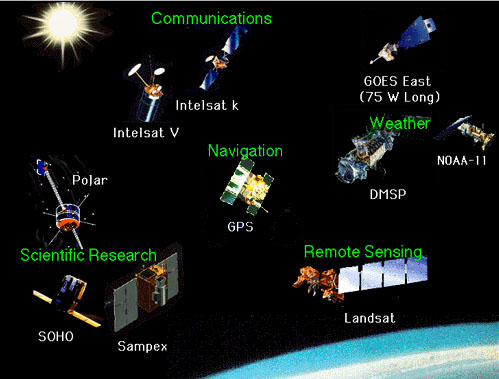 Communications
GOES East
(75 W Long)
Intelsat k
Intelsat V
Weather
Navigation
NOAA-11
Polar
DMSP
GPS
Scientific Research
Remote Sensing
Landsat
SOHO
Sampex